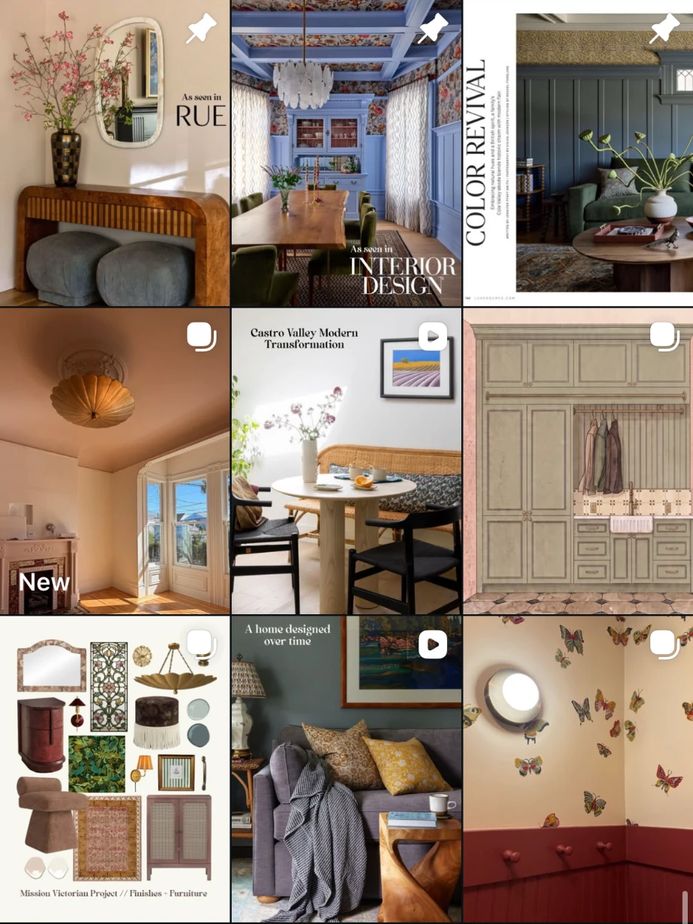 As seen in
RUE
As seen in
INTERIOR
DESIGN
COLOR REVIVAL
New
Castro Valley Modern
Transformation
Mission Victorian Project // Finishes + Furniture
A home designed
over time